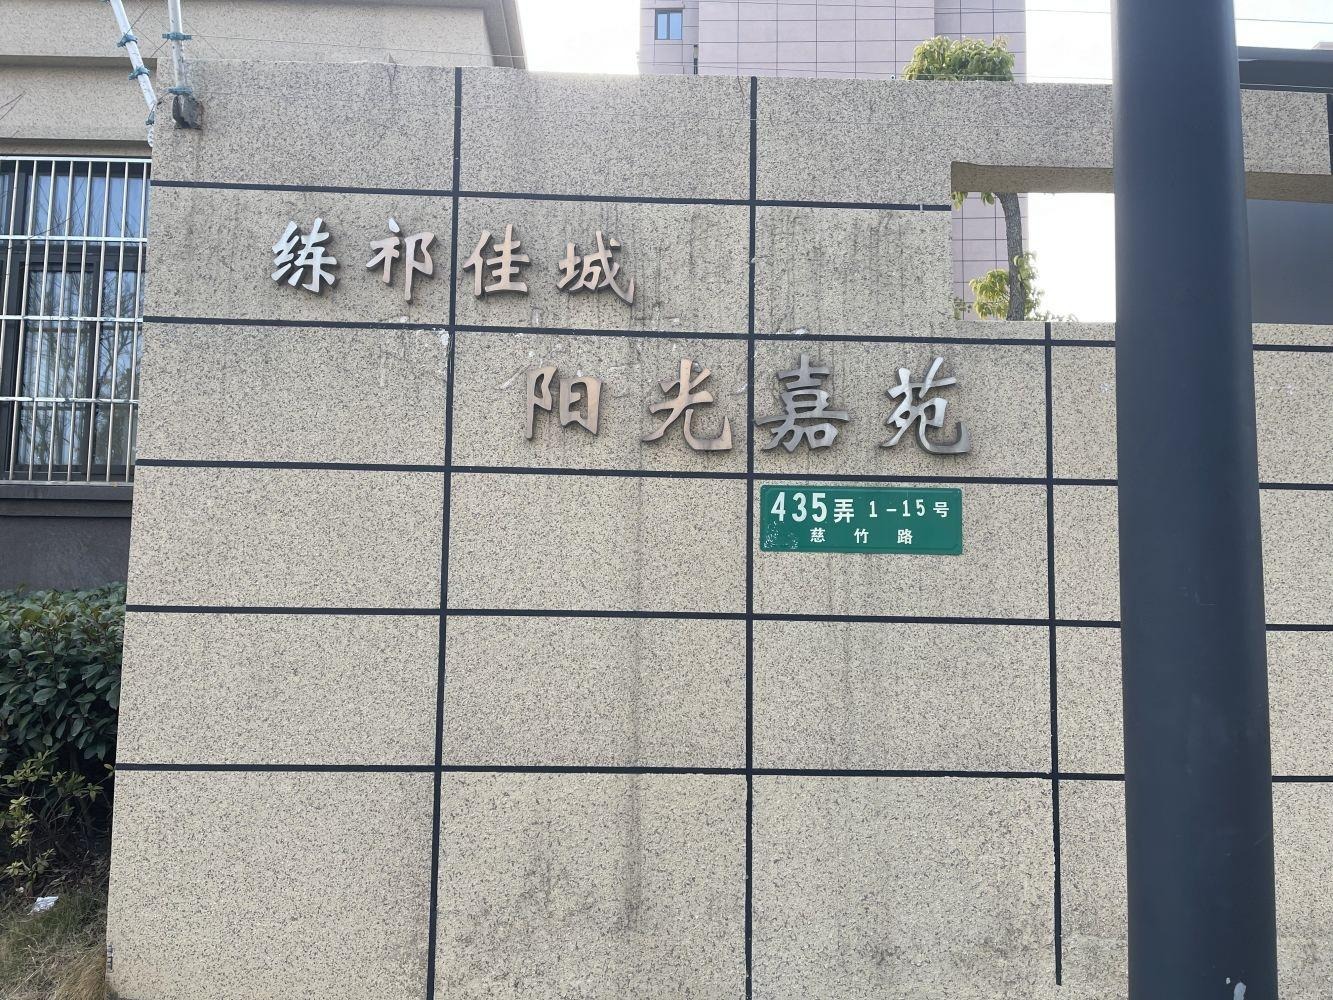 练祁佳城
阳光嘉苑
435弄 1-15号
慈竹路